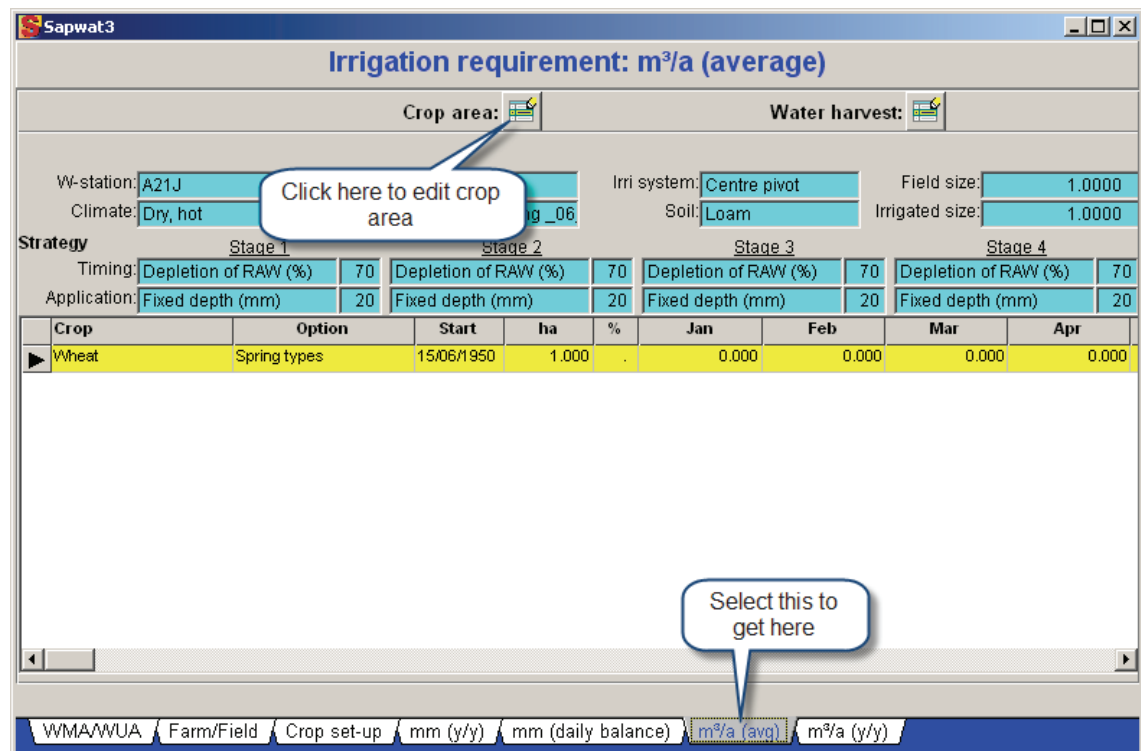 Sapwat3
Irrigation requirement: m³/a (average)
Crop area: Water harvest:
Click here to edit crop
area
W-station: A21J Irri system: Centre pivot Field size: 1.0000
Climate: Dry, hot ng _06, Soil: Loam Irrigated size: 1.0000
Strategy Stage 1 Stage 2 Stage 3 Stage 4
Timing: Depletion of RAW (%) 70 Depletion of RAW (%) 70 Depletion of RAW (%) 70 Depletion of RAW (%) 70
Application: Fixed depth (mm) 20 Fixed depth (mm) 20 Fixed depth (mm) 20 Fixed depth (mm) 20
Crop Option Start ha % Jan Feb Mar Apr
Wheat Spring types 15/06/1950 1.000 . 0.000 0.000 0.000 0.000
Select this to
get here
WMA/WUA Farm/Field Crop set-up mm (y/y) mm (daily balance) m³/a (avg) m³/a (y/y)